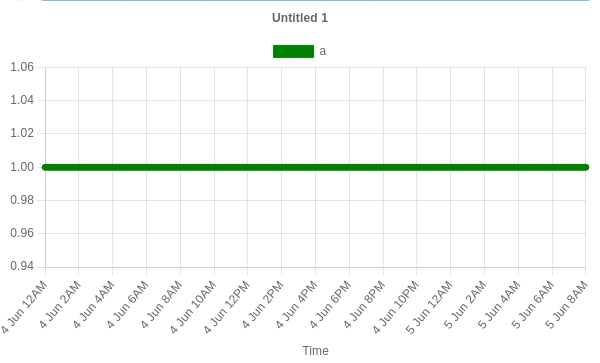 Untitled 1
a
1.06
1.04
1.02
1.00
0.98
0.96
0.94
4 Jun 12AM
4 Jun 2AM
4 Jun 4AM
4 Jun 6AM
4 Jun 8AM
4 Jun 10AM
4 Jun 12PM
4 Jun 2PM
4 Jun 4PM
4 Jun 6PM
4 Jun 8PM
4 Jun 10PM
5 Jun 12AM
5 Jun 2AM
5 Jun 4AM
5 Jun 6AM
5 Jun 8AM
Time